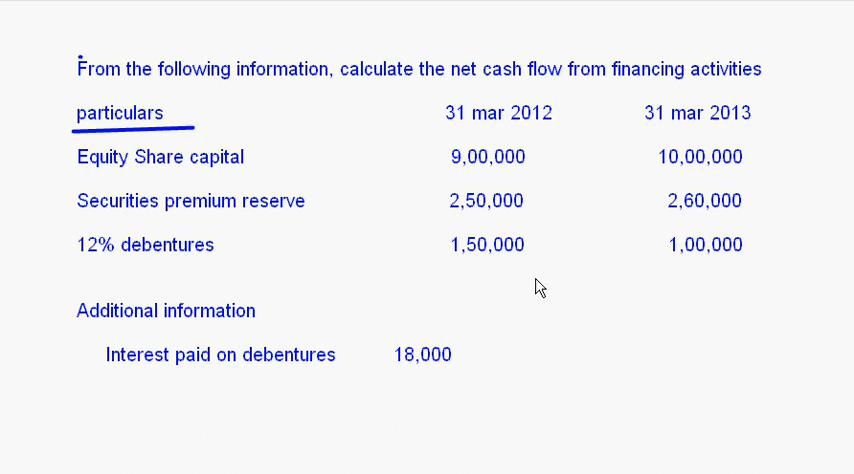 From the following information, calculate the net cash flow from financing activities
particulars 31 mar 2012 31 mar 2013
Equity Share capital 9,00,000 10,00,000
Securities premium reserve 2,50,000 2,60,000
12% debentures 1,50,000 1,00,000
Additional information
Interest paid on debentures 18,000